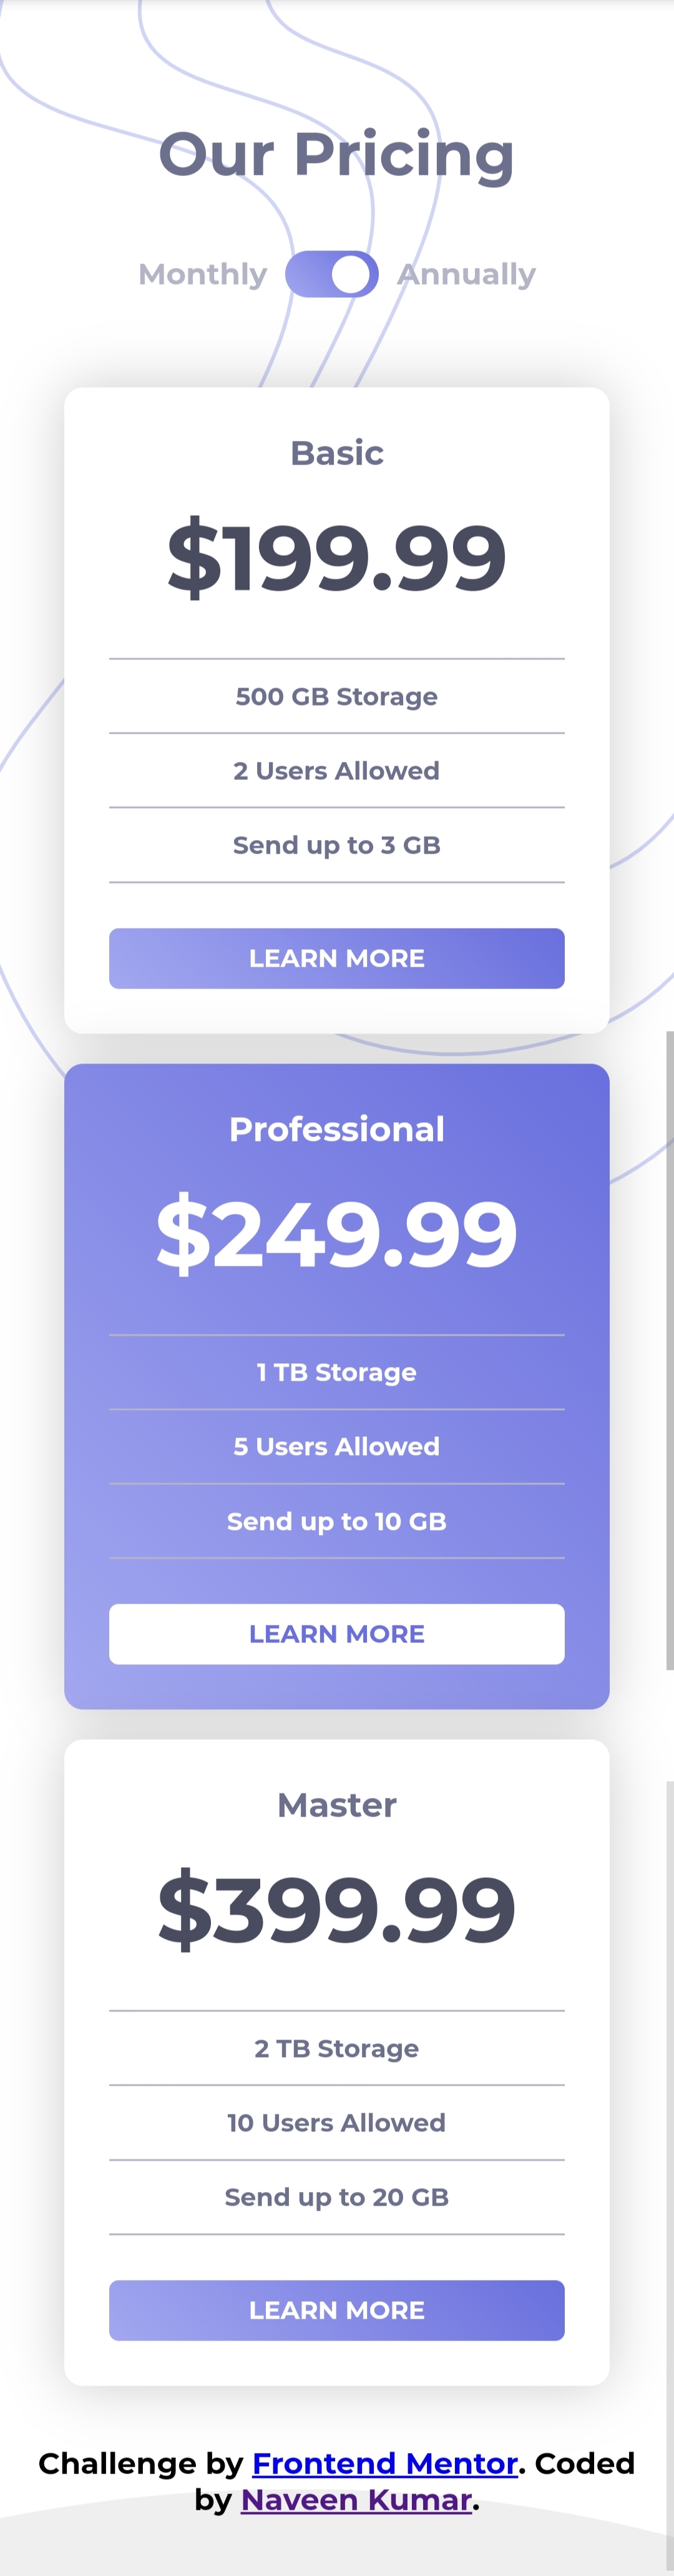 Our Pricing
Monthly Annually
Basic
$199.99
500 GB Storage
2 Users Allowed
Send up to 3 GB
LEARN MORE
Professional
$249.99
1 TB Storage
5 Users Allowed
Send up to 10 GB
LEARN MORE
Master
$399.99
2 TB Storage
10 Users Allowed
Send up to 20 GB
LEARN MORE
Challenge by Frontend Mentor. Coded
by Naveen Kumar.